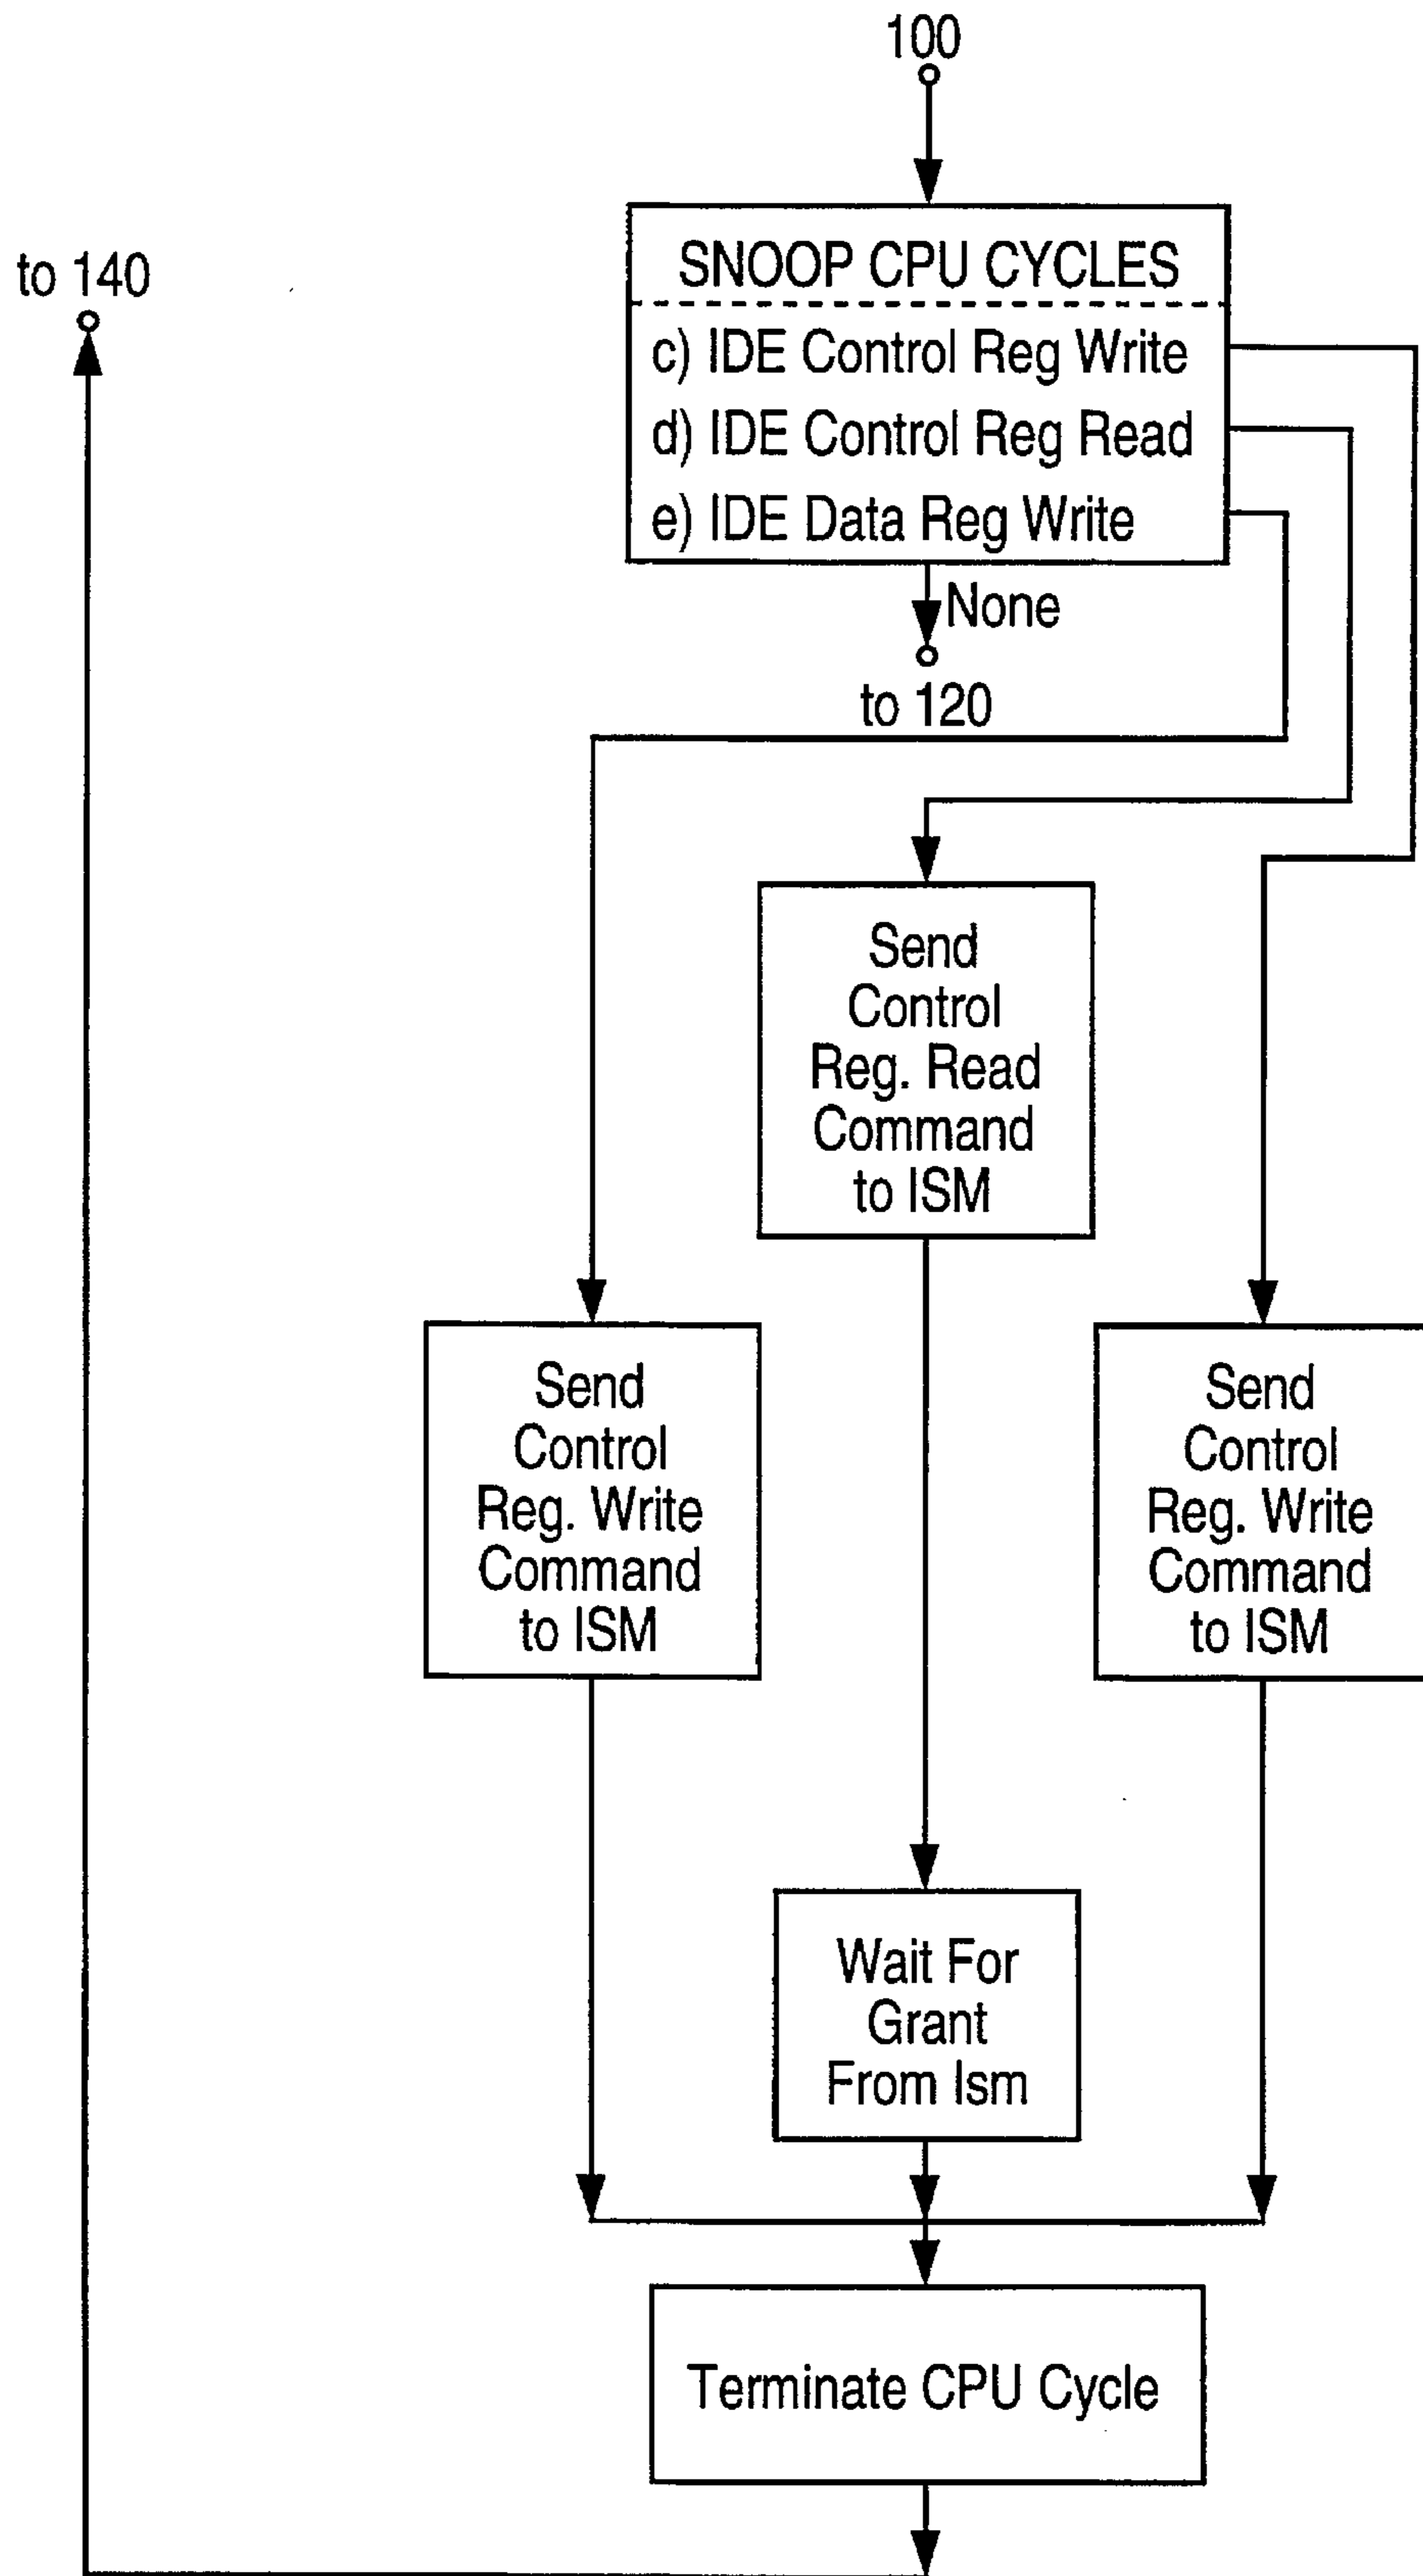 100
to 140
SNOOP CPU CYCLES
c) IDE Control Reg Write
d) IDE Control Reg Read
e) IDE Data Reg Write
None
to 120
Send
Control
Reg. Read
Command
to ISM
Send
Control
Reg. Write
Command
to ISM
Send
Control
Reg. Write
Command
to ISM
Wait For
Grant
From Ism
Terminate CPU Cycle